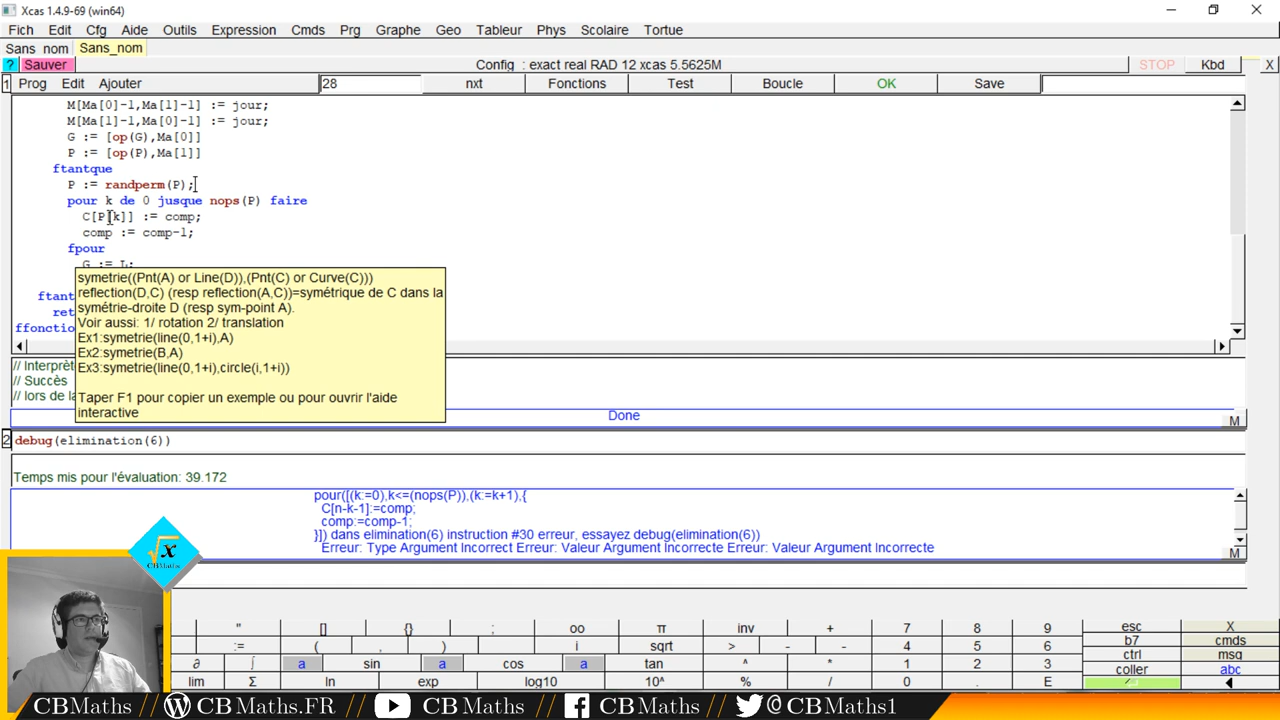 Xcas 1.4.9-69 (win64)
Fich Edit Cfg Aide Outils Expression Cmds Prg Graphe Geo Tableur Phys Scolaire Tortue
Sans nom Sans_nom
? Sauver Config : exact real RAD 12 xcas 5.5625M STOP Kbd X
1 Prog Edit Ajouter 28 nxt Fonctions Test Boucle OK Save
M[Ma[0]-1,Ma[1]-1] := jour;
M[Ma[1]-1,Ma[0]-1] := jour;
G := [op(G),Ma[0]]
P := [op(P),Ma[1]]
ftantque
P := randperm(P);
pour k de 0 jusque nops(P) faire
C[P[k]] := comp;
comp := comp-1;
fpour
G := L;
symetrie((Pnt(A) or Line(D)),(Pnt(C) or Curve(C)))
reflection(D,C) (resp reflection(A,C))=symétrique de C dans la
ftant
symétrie-droite D (resp sym-point A).
ret
Voir aussi: 1/ rotation 2/ translation
ffonctio
Ex1:symetrie(line(0,1+i),A)
Ex2:symetrie(B,A)
Ex3:symetrie(line(0,1+i),circle(i,1+i))
Taper F1 pour copier un exemple ou pour ouvrir l'aide
interactive
// Interprète
// Succès
// lors de la
Done
M
2 debug(elimination(6))
Temps mis pour l'évaluation: 39.172
pour([(k:=0),k<=(nops(P)),(k:=k+1),{
C[n-k-1]:=comp;
comp:=comp-1;
}]) dans elimination(6) instruction #30 erreur, essayez debug(elimination(6))
Erreur: Type Argument Incorrect Erreur: Valeur Argument Incorrecte Erreur: Valeur Argument Incorrecte
M
√x
CBMaths
" [] {} ; oo π inv + 7 8 9 esc X
:= ( , ) i sqrt > - - 4 5 6 b7 cmds
ctrl msg
∂ ∫ a sin a cos a tan ^ * 1 2 3 coller abc
lim Σ ln exp log10 10^ % / 0 . E
CBMaths CBMaths.FR CBMaths CBMaths @CBMaths1